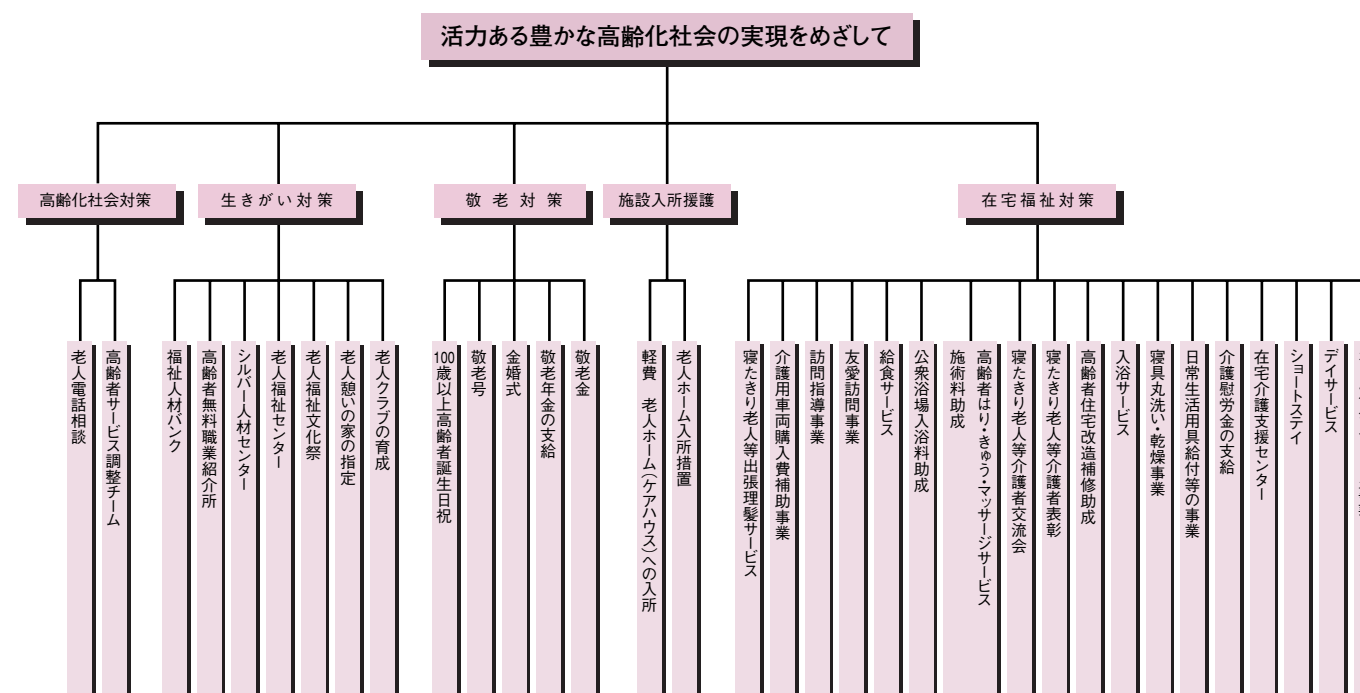 活力ある豊かな高齢化社会の実現をめざして
高齢化社会対策
生きがい対策
敬老対策
施設入所援護
在宅福祉対策
老人電話相談
高齢者サービス調整チーム
福祉人材バンク
高齢者無料職業紹介所
シルバー人材センター
老人福祉センター
老人福祉文化祭
老人憩いの家の指定
老人クラブの育成
100歳以上高齢者誕生日祝
敬老号
金婚式
敬老年金の支給
敬老金
軽費 老人ホーム(ケアハウス)への入所
老人ホーム入所措置
寝たきり老人等出張理髪サービス
介護用車両購入費補助事業
訪問指導事業
友愛訪問事業
給食サービス
公衆浴場入浴料助成
高齢者はり・きゅう・マッサージサービス
施術料助成
寝たきり老人等介護者交流会
寝たきり老人等介護者表彰
高齢者住宅改造補修助成
入浴サービス
寝具丸洗い・乾燥事業
日常生活用具給付等の事業
介護慰労金の支給
在宅介護支援センター
ショートステイ
デイサービス